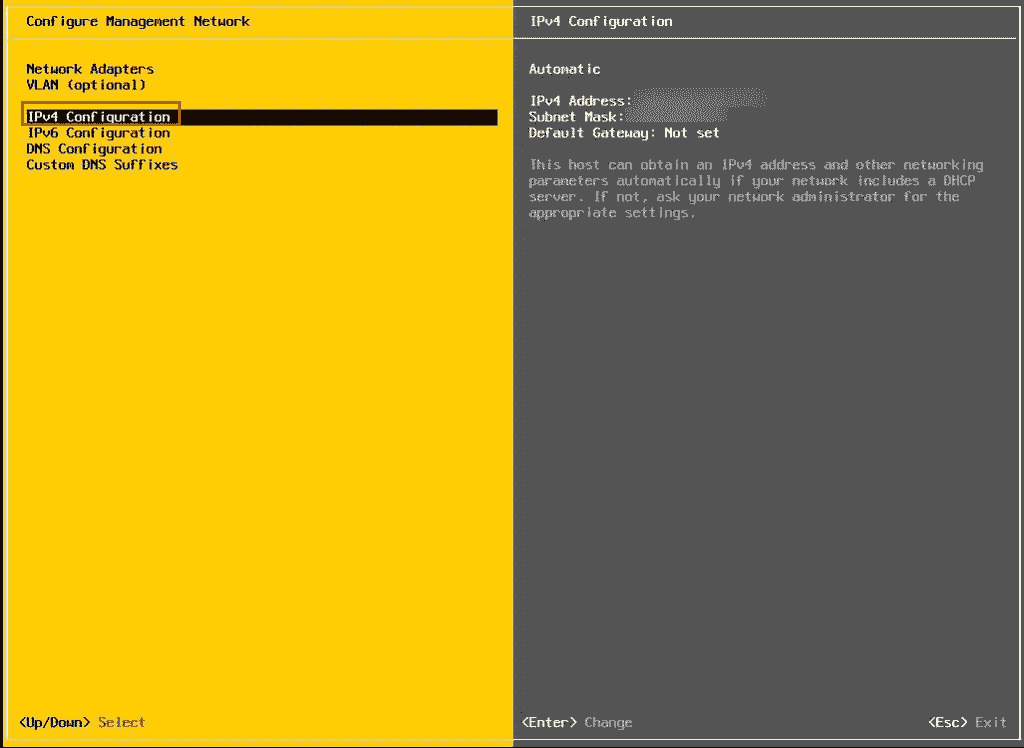 Configure Management Network
Network Adapters
VLAN (optional)
IPv4 Configuration
IPv6 Configuration
DNS Configuration
Custom DNS Suffixes
<Up/Down> Select
IPv4 Configuration
Automatic
IPv4 Address:
Subnet Mask:
Default Gateway: Not set
This host can obtain an IPv4 address and other networking
parameters automatically if your network includes a DHCP
server. If not, ask your network administrator for the
appropriate settings.
<Enter> Change
<Esc> Exit